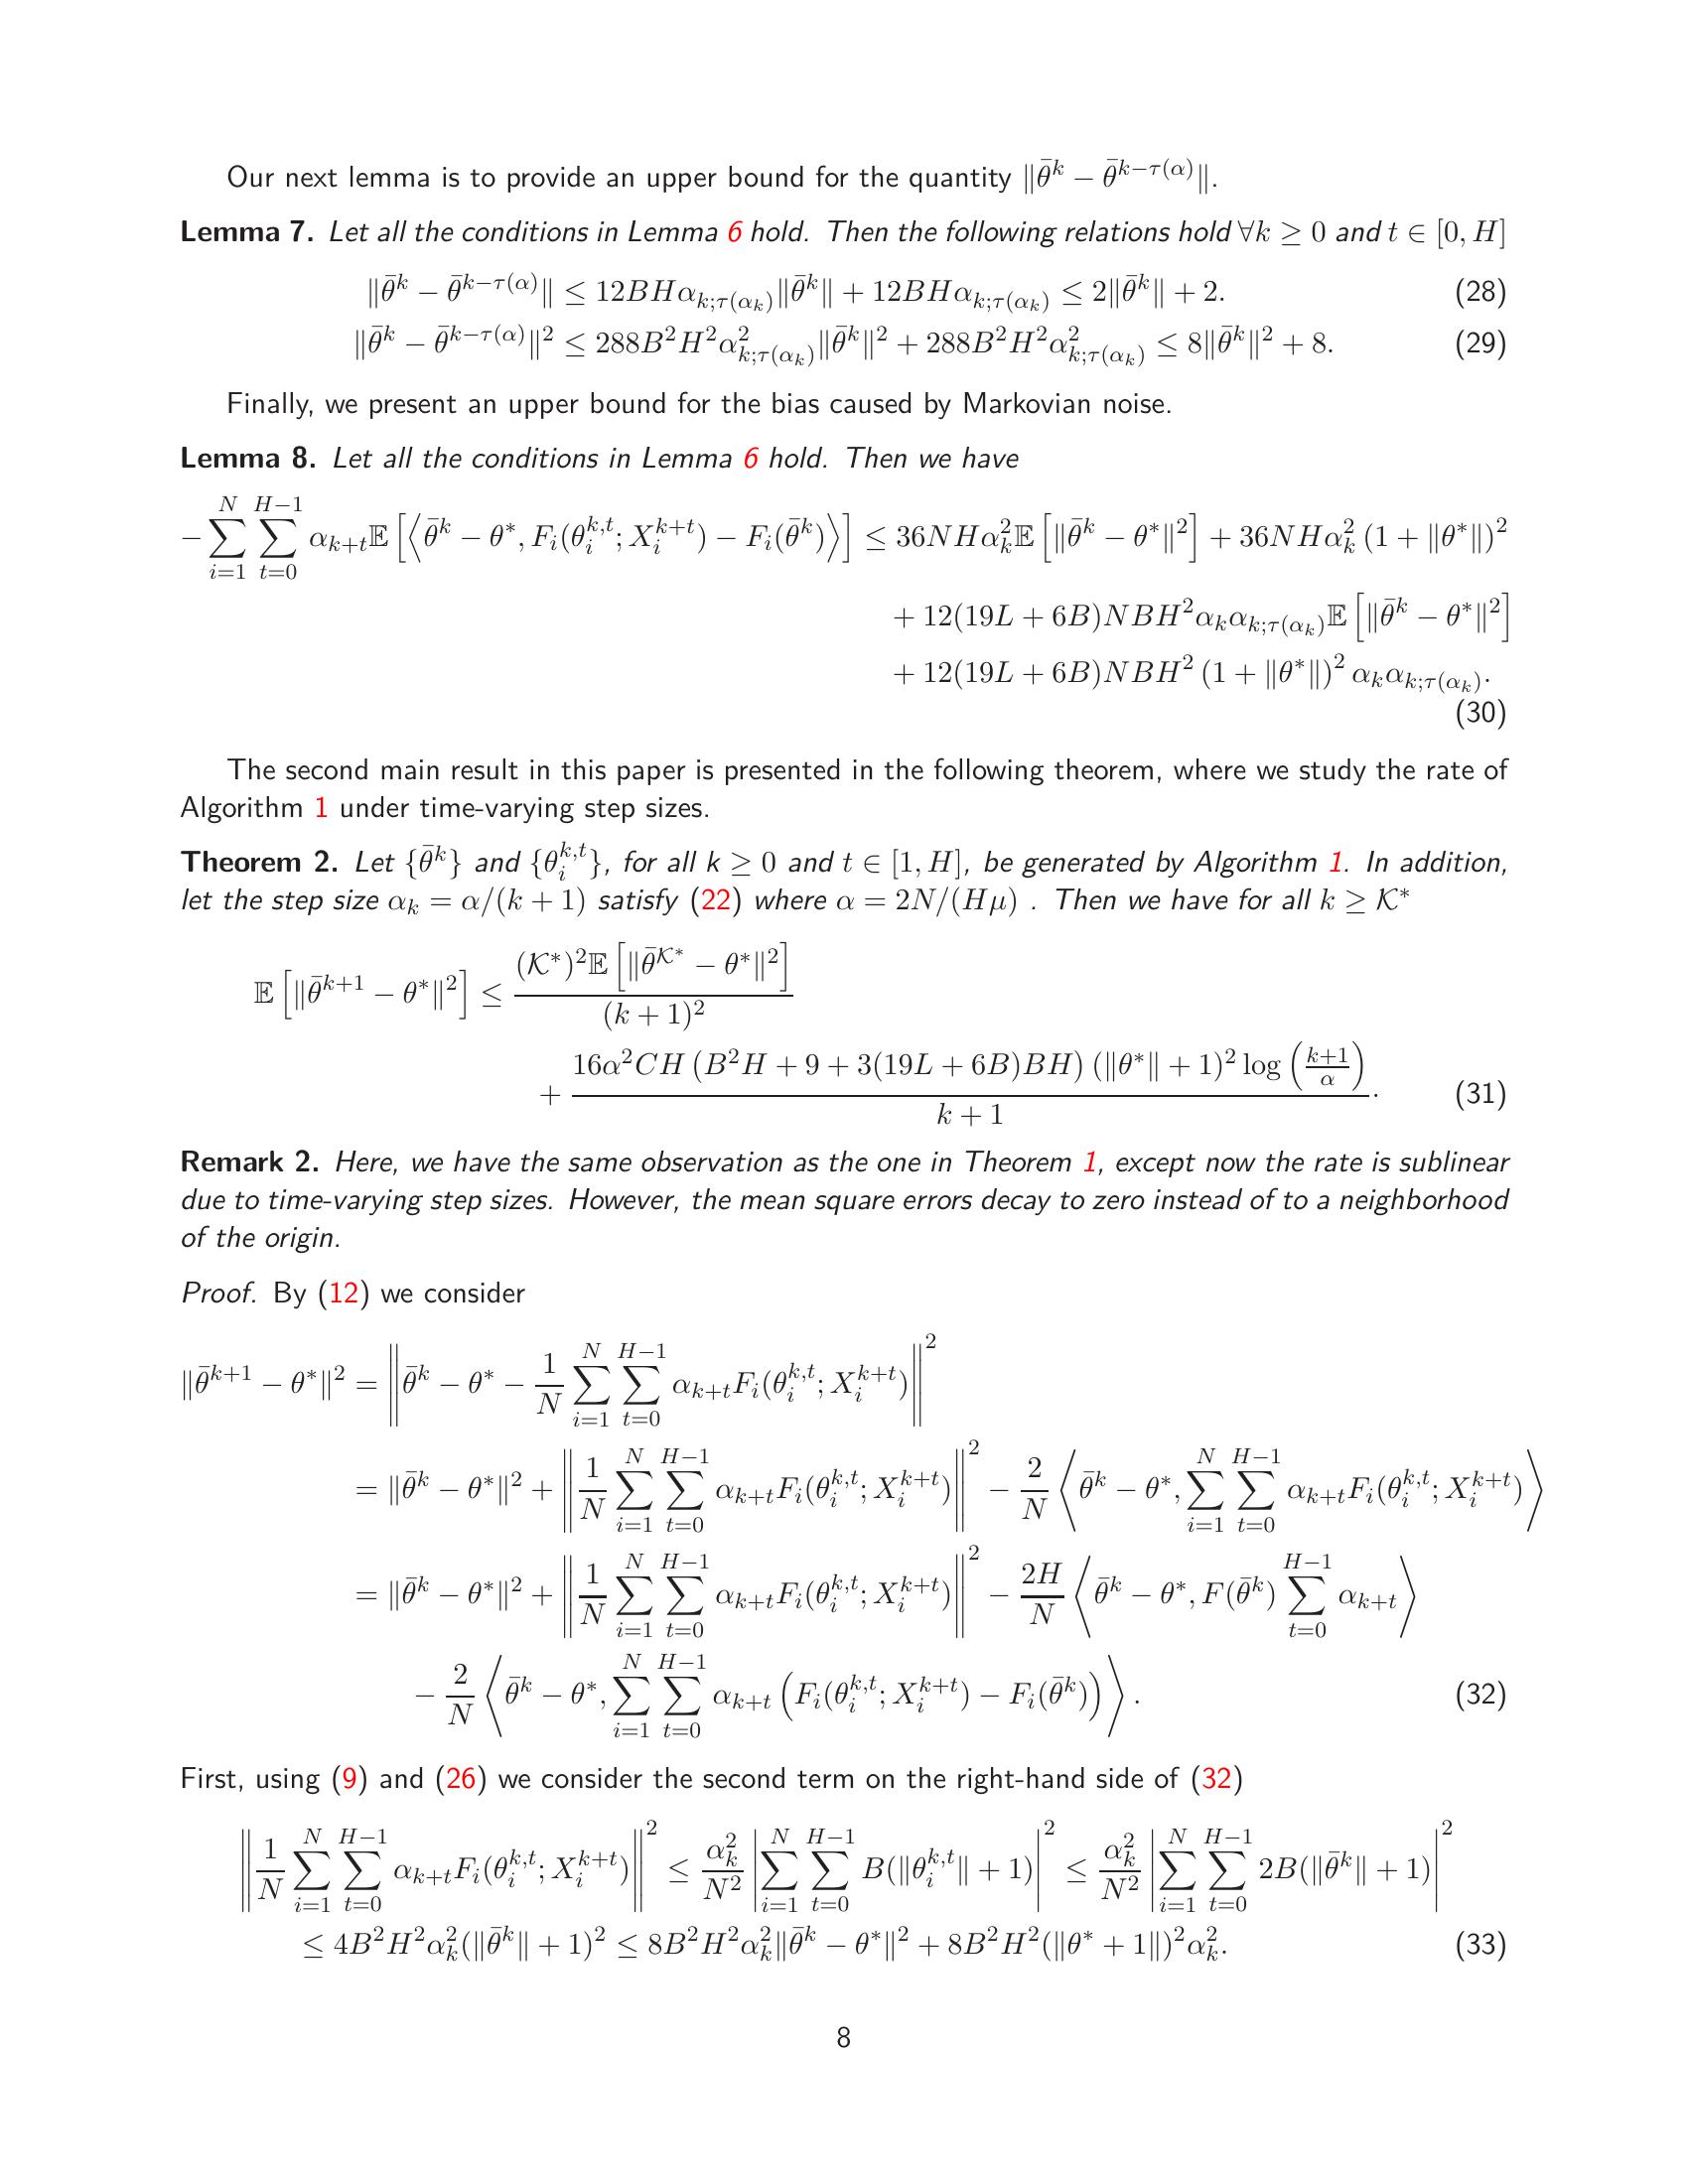 Our next lemma is to provide an upper bound for the quantity $\|\bar{\theta}^k - \bar{\theta}^{k-\tau(\alpha)}\|$.
**Lemma 7.** *Let all the conditions in Lemma 6 hold. Then the following relations hold* $\forall k \geq 0$ *and* $t \in [0, H]$
$\|\bar{\theta}^k - \bar{\theta}^{k-\tau(\alpha)}\| \leq 12BH\alpha_{k;\tau(\alpha_k)}\|\bar{\theta}^k\| + 12BH\alpha_{k;\tau(\alpha_k)} \leq 2\|\bar{\theta}^k\| + 2.$ (28)
$\|\bar{\theta}^k - \bar{\theta}^{k-\tau(\alpha)}\|^2 \leq 288B^2H^2\alpha^2_{k;\tau(\alpha_k)}\|\bar{\theta}^k\|^2 + 288B^2H^2\alpha^2_{k;\tau(\alpha_k)} \leq 8\|\bar{\theta}^k\|^2 + 8.$ (29)
Finally, we present an upper bound for the bias caused by Markovian noise.
**Lemma 8.** *Let all the conditions in Lemma 6 hold. Then we have*
$-\sum_{i=1}^{N}\sum_{t=0}^{H-1} \alpha_{k+t}\mathbb{E}\left[\left\langle \bar{\theta}^k - \theta^*, F_i(\theta_i^{k,t}; X_i^{k+t}) - F_i(\bar{\theta}^k)\right\rangle\right] \leq 36NH\alpha_k^2\mathbb{E}\left[\|\bar{\theta}^k - \theta^*\|^2\right] + 36NH\alpha_k^2\left(1 + \|\theta^*\|\right)^2$
$+ 12(19L + 6B)NBH^2\alpha_k\alpha_{k;\tau(\alpha_k)}\mathbb{E}\left[\|\bar{\theta}^k - \theta^*\|^2\right]$
$+ 12(19L + 6B)NBH^2\left(1 + \|\theta^*\|\right)^2\alpha_k\alpha_{k;\tau(\alpha_k)}.$
(30)
The second main result in this paper is presented in the following theorem, where we study the rate of
Algorithm 1 under time-varying step sizes.
**Theorem 2.** *Let* $\{\bar{\theta}^k\}$ *and* $\{\theta_i^{k,t}\}$*, for all k* $\geq 0$ *and* $t \in [1, H]$*, be generated by Algorithm 1. In addition,*
*let the step size* $\alpha_k = \alpha/(k + 1)$ *satisfy (22) where* $\alpha = 2N/(H\mu)$ *. Then we have for all* $k \geq \mathcal{K}^*$
$\mathbb{E}\left[\|\bar{\theta}^{k+1} - \theta^*\|^2\right] \leq \frac{(\mathcal{K}^*)^2\mathbb{E}\left[\|\bar{\theta}^{\mathcal{K}^*} - \theta^*\|^2\right]}{(k+1)^2}$
$+ \frac{16\alpha^2CH\left(B^2H + 9 + 3(19L + 6B)BH\right)(\|\theta^*\| + 1)^2\log\left(\frac{k+1}{\alpha}\right)}{k+1}.$ (31)
**Remark 2.** *Here, we have the same observation as the one in Theorem 1, except now the rate is sublinear*
*due to time-varying step sizes. However, the mean square errors decay to zero instead of to a neighborhood*
*of the origin.*
*Proof.* By (12) we consider
$\|\bar{\theta}^{k+1} - \theta^*\|^2 = \left\|\bar{\theta}^k - \theta^* - \frac{1}{N}\sum_{i=1}^{N}\sum_{t=0}^{H-1}\alpha_{k+t}F_i(\theta_i^{k,t}; X_i^{k+t})\right\|^2$
$= \|\bar{\theta}^k - \theta^*\|^2 + \left\|\frac{1}{N}\sum_{i=1}^{N}\sum_{t=0}^{H-1}\alpha_{k+t}F_i(\theta_i^{k,t}; X_i^{k+t})\right\|^2 - \frac{2}{N}\left\langle\bar{\theta}^k - \theta^*, \sum_{i=1}^{N}\sum_{t=0}^{H-1}\alpha_{k+t}F_i(\theta_i^{k,t}; X_i^{k+t})\right\rangle$
$= \|\bar{\theta}^k - \theta^*\|^2 + \left\|\frac{1}{N}\sum_{i=1}^{N}\sum_{t=0}^{H-1}\alpha_{k+t}F_i(\theta_i^{k,t}; X_i^{k+t})\right\|^2 - \frac{2H}{N}\left\langle\bar{\theta}^k - \theta^*, F(\bar{\theta}^k)\sum_{t=0}^{H-1}\alpha_{k+t}\right\rangle$
$- \frac{2}{N}\left\langle\bar{\theta}^k - \theta^*, \sum_{i=1}^{N}\sum_{t=0}^{H-1}\alpha_{k+t}\left(F_i(\theta_i^{k,t}; X_i^{k+t}) - F_i(\bar{\theta}^k)\right)\right\rangle.$ (32)
First, using (9) and (26) we consider the second term on the right-hand side of (32)
$\left\|\frac{1}{N}\sum_{i=1}^{N}\sum_{t=0}^{H-1}\alpha_{k+t}F_i(\theta_i^{k,t}; X_i^{k+t})\right\|^2 \leq \frac{\alpha_k^2}{N^2}\left|\sum_{i=1}^{N}\sum_{t=0}^{H-1}B(\|\theta_i^{k,t}\| + 1)\right|^2 \leq \frac{\alpha_k^2}{N^2}\left|\sum_{i=1}^{N}\sum_{t=0}^{H-1}2B(\|\bar{\theta}^k\| + 1)\right|^2$
$\leq 4B^2H^2\alpha_k^2(\|\bar{\theta}^k\| + 1)^2 \leq 8B^2H^2\alpha_k^2\|\bar{\theta}^k - \theta^*\|^2 + 8B^2H^2(\|\theta^* + 1\|)^2\alpha_k^2.$ (33)
8